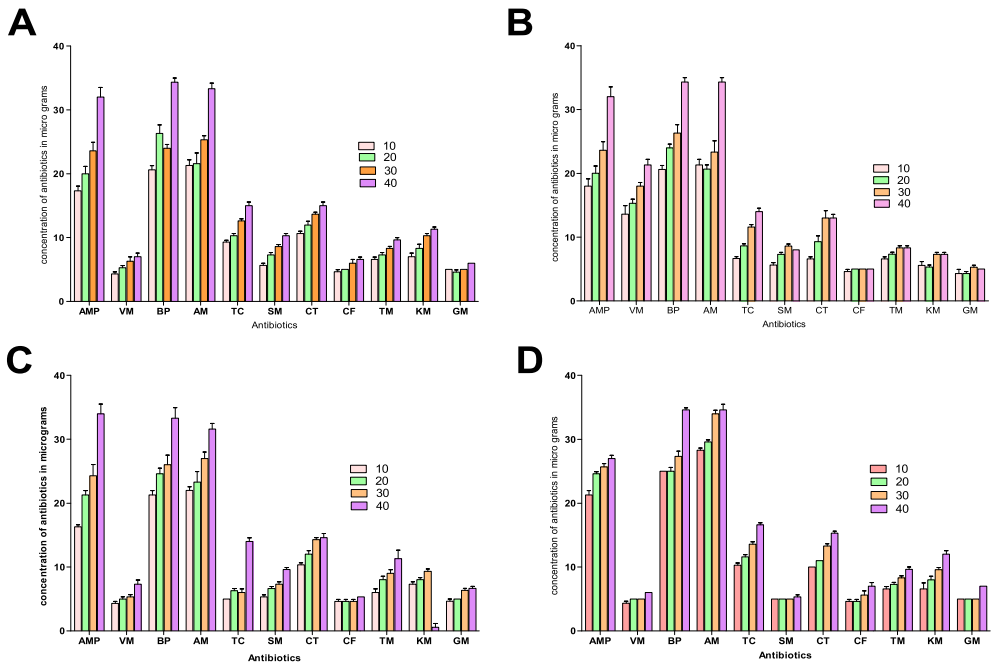 A
concentration of antibiotics in micro grams
40
30
20
10
0
10
20
30
40
AMP VM BP AM TC SM CT CF TM KM GM
Antibiotics
B
concentration of antibiotics in micro grams
40
30
20
10
0
10
20
30
40
AMP VM BP AM TC SM CT CF TM KM GM
Antibiotics
C
concentration of antibiotics in micrograms
40
30
20
10
0
10
20
30
40
AMP VM BP AM TC SM CT CF TM KM GM
Antibiotics
D
concentration of antibiotics in micro grams
40
30
20
10
0
10
20
30
40
AMP VM BP AM TC SM CT CF TM KM GM
Antibiotics